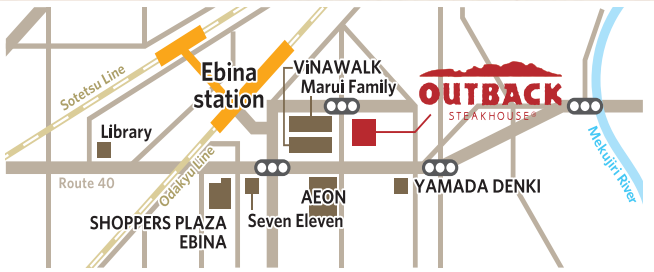 Sotetsu Line
Ebina
station
ViNAWALK
Marui Family
OUTBACK
STEAKHOUSE®
Library
Odakyu Line
Mekujiri River
Route 40
YAMADA DENKI
AEON
SHOPPERS PLAZA
EBINA
Seven Eleven